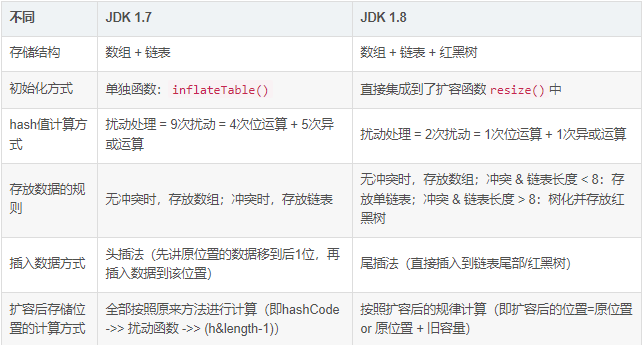 不同 JDK 1.7 JDK 1.8
存储结构 数组 + 链表 数组 + 链表 + 红黑树
初始化方式 单独函数： inflateTable() 直接集成到了扩容函数 resize() 中
hash值计算方
式
扰动处理 = 9次扰动 = 4次位运算 + 5次异
或运算
扰动处理 = 2次扰动 = 1次位运算 + 1次异或运算
存放数据的规
则
无冲突时，存放数组；冲突时，存放链表
无冲突时，存放数组；冲突 & 链表长度 < 8：存
放单链表；冲突 & 链表长度 > 8：树化并存放红
黑树
插入数据方式
头插法（先讲原位置的数据移到后1位，再
插入数据到该位置）
尾插法（直接插入到链表尾部/红黑树）
扩容后存储位
置的计算方式
全部按照原来方法进行计算（即hashCode
->> 扰动函数 ->> (h&length-1)）
按照扩容后的规律计算（即扩容后的位置=原位置
or 原位置 + 旧容量）